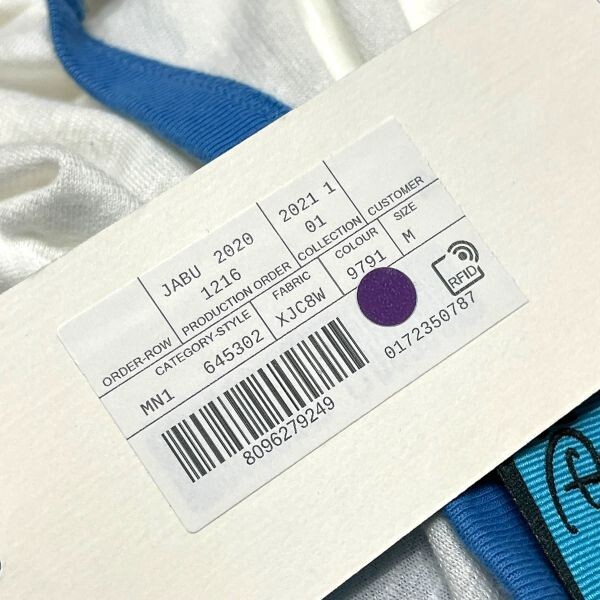 JABU 2020
2021 1
1216
01
ORDER-ROW
PRODUCTION ORDER
COLLECTION
CUSTOMER
CATEGORY-STYLE
FABRIC
COLOUR
SIZE
MN1
645302
XJC8W
9791
M
RFID
8096279249
0172350787